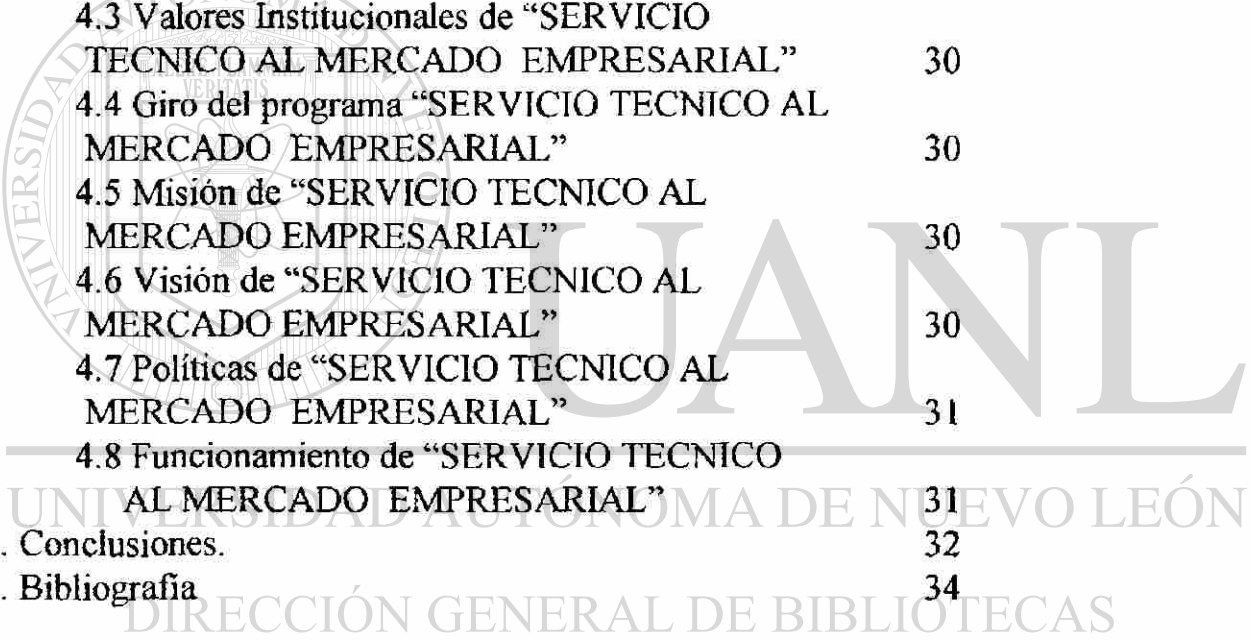 4.3 Valores Institucionales de “SERVICIO
TECNICO AL MERCADO EMPRESARIAL” 30
4.4 Giro del programa “SERVICIO TECNICO AL
MERCADO EMPRESARIAL” 30
4.5 Misión de “SERVICIO TECNICO AL
MERCADO EMPRESARIAL” 30
4.6 Visión de “SERVICIO TECNICO AL
MERCADO EMPRESARIAL” 30
4.7 Políticas de “SERVICIO TECNICO AL
MERCADO EMPRESARIAL” 31
4.8 Funcionamiento de “SERVICIO TECNICO
AL MERCADO EMPRESARIAL” 31
. Conclusiones. 32
. Bibliografia 34
UANL
UNIVERSIDAD AUTÓNOMA DE NUEVO LEÓN
DIRECCIÓN GENERAL DE BIBLIOTECAS
VERITATIS